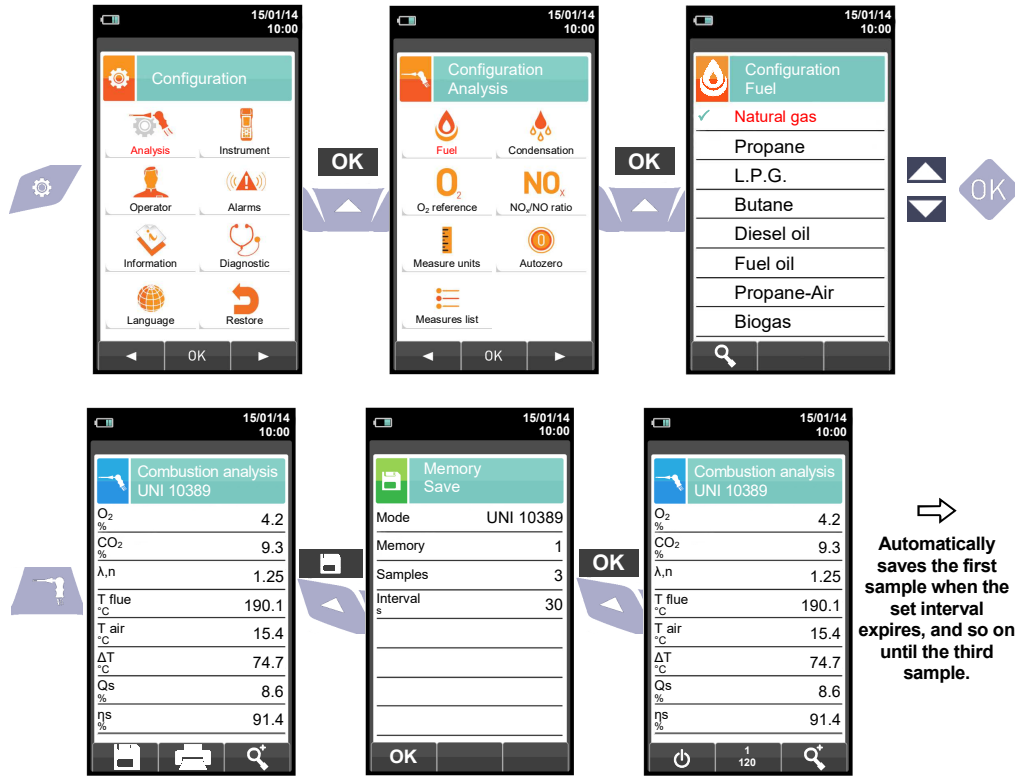 15/01/14
10:00
Configuration
Analysis
Instrument
Operator
Alarms
Information
Diagnostic
Language
Restore
OK
OK
15/01/14
10:00
Configuration
Analysis
Fuel
Condensation
O2
NOx
O2 reference
NOx/NO ratio
0
Measure units
Autozero
Measures list
OK
OK
15/01/14
10:00
Configuration
Fuel
✓ Natural gas
Propane
L.P.G.
Butane
Diesel oil
Fuel oil
Propane-Air
Biogas
OK
15/01/14
10:00
Combustion analysis
UNI 10389
O2 % 4.2
CO2 % 9.3
λ,n 1.25
T flue °C 190.1
T air °C 15.4
ΔT °C 74.7
Qs % 8.6
ηs % 91.4
15/01/14
10:00
Memory
Save
Mode UNI 10389
Memory 1
Samples 3
Interval s 30
OK
OK
15/01/14
10:00
Combustion analysis
UNI 10389
O2 % 4.2
CO2 % 9.3
λ,n 1.25
T flue °C 190.1
T air °C 15.4
ΔT °C 74.7
Qs % 8.6
ηs % 91.4
1
120
Automatically
saves the first
sample when the
set interval
expires, and so on
until the third
sample.